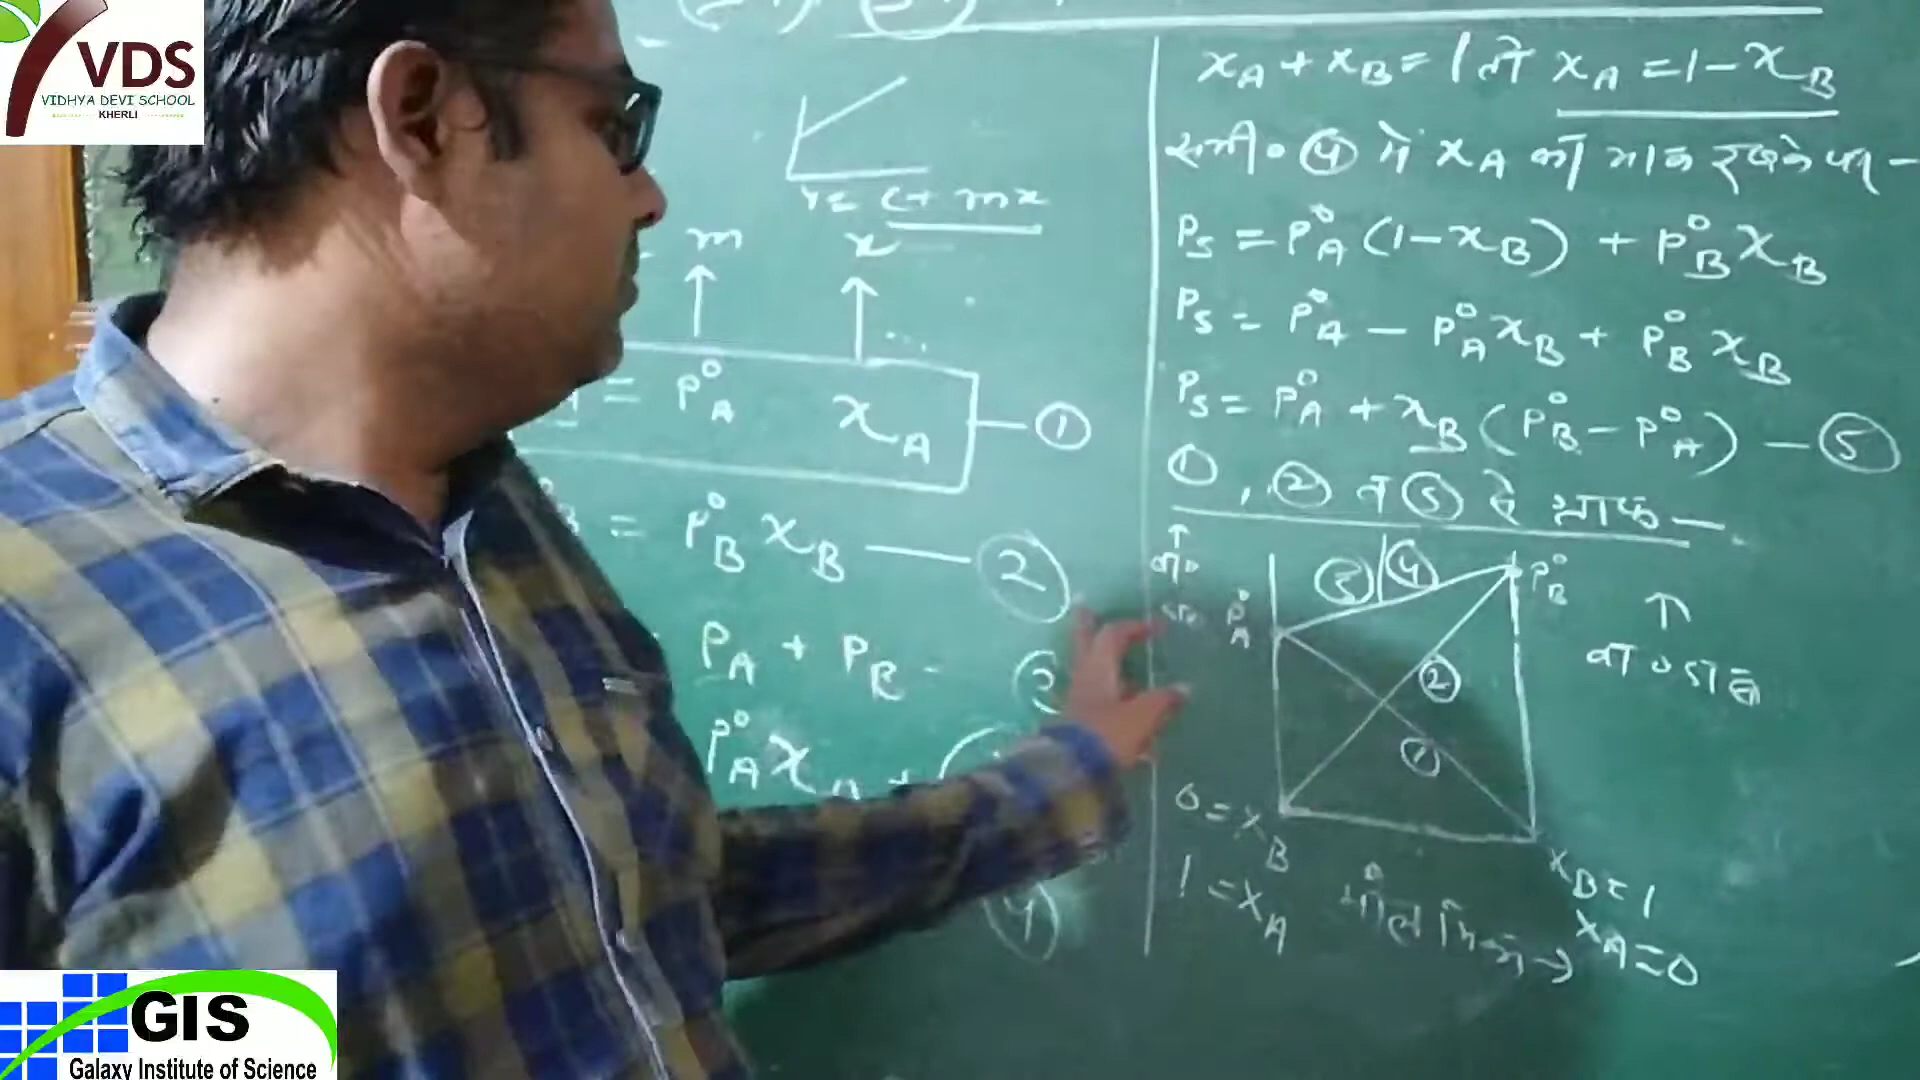 VDS
VIDHYA DEVI SCHOOL
KHERLI
Y = C + mx
m x
= P°A xA — ①
= P°B xB — ②
PA + PB -
P°A xA +
④
xA + xB = 1 तो xA = 1 - xB
समी० ④ में xA का मान रखने पर -
Ps = P°A (1 - xB) + P°B xB
Ps = P°A - P°A xB + P°B xB
Ps = P°A + xB (P°B - P°A) — ⑤
①, ② व ⑤ से ग्राफ —
↑ वा०
P°A
③ ④
P°B
↑
वा० दाब
②
①
0 = xB
1 = xA
xB = 1
xA = 0
मोल भिन्न →
GIS
Galaxy Institute of Science